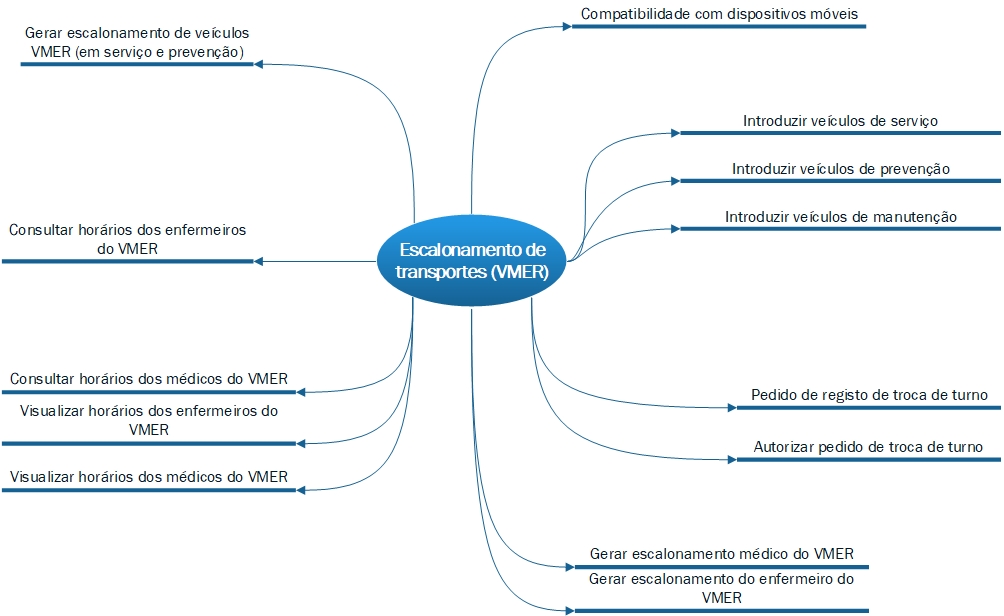 Compatibilidade com dispositivos móveis
Gerar escalonamento de veículos
VMER (em serviço e prevenção)
Introduzir veículos de serviço
Introduzir veículos de prevenção
Introduzir veículos de manutenção
Consultar horários dos enfermeiros
do VMER
Escalonamento de
transportes (VMER)
Consultar horários dos médicos do VMER
Visualizar horários dos enfermeiros do
VMER
Visualizar horários dos médicos do VMER
Pedido de registo de troca de turno
Autorizar pedido de troca de turno
Gerar escalonamento médico do VMER
Gerar escalonamento do enfermeiro do
VMER